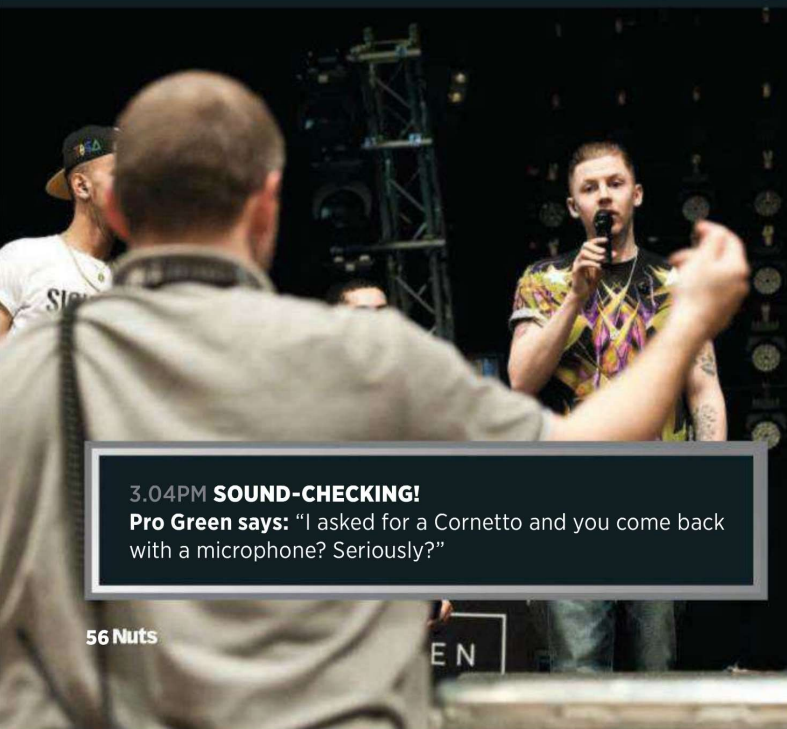 3.04PM SOUND-CHECKING!
Pro Green says: “I asked for a Cornetto and you come back
with a microphone? Seriously?”
56 Nuts
EN